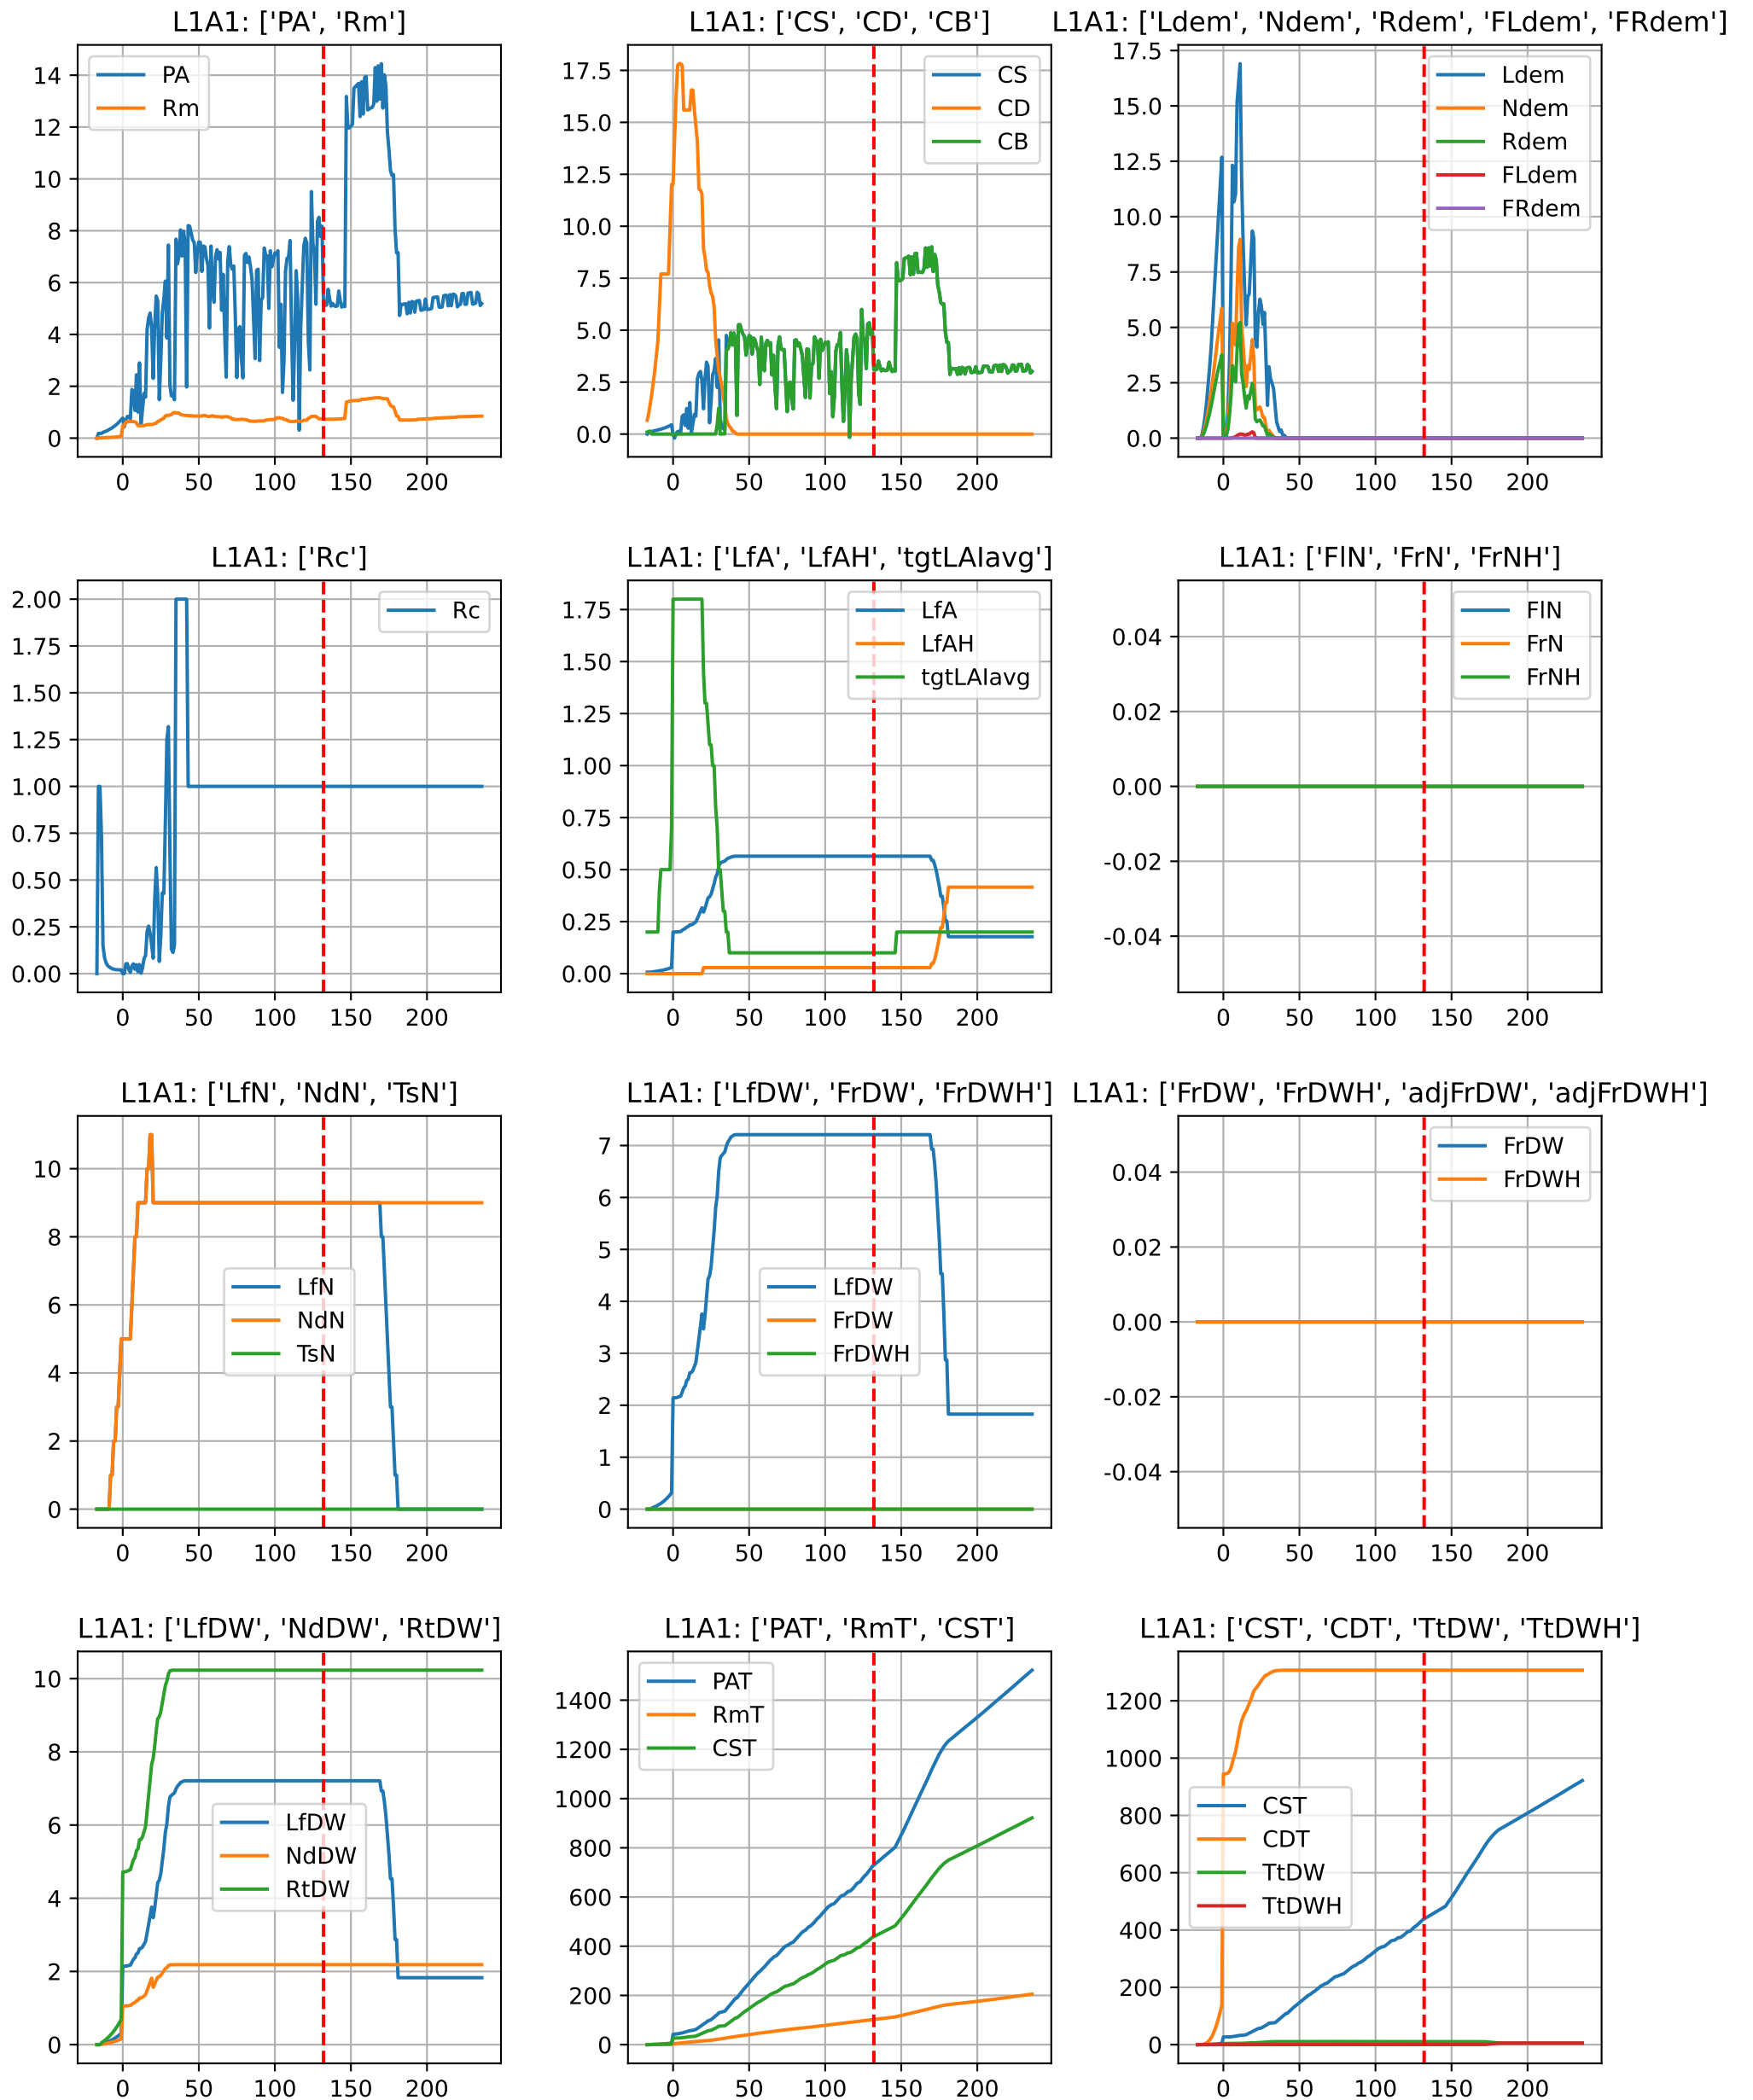 L1A1: ['PA', 'Rm']
PA
Rm
14
12
10
8
6
4
2
0
0 50 100 150 200
L1A1: ['CS', 'CD', 'CB']
CS
CD
CB
17.5
15.0
12.5
10.0
7.5
5.0
2.5
0.0
0 50 100 150 200
L1A1: ['Ldem', 'Ndem', 'Rdem', 'FLdem', 'FRdem']
Ldem
Ndem
Rdem
FLdem
FRdem
17.5
15.0
12.5
10.0
7.5
5.0
2.5
0.0
0 50 100 150 200
L1A1: ['Rc']
Rc
2.00
1.75
1.50
1.25
1.00
0.75
0.50
0.25
0.00
0 50 100 150 200
L1A1: ['LfA', 'LfAH', 'tgtLAIavg']
LfA
LfAH
tgtLAIavg
1.75
1.50
1.25
1.00
0.75
0.50
0.25
0.00
0 50 100 150 200
L1A1: ['FlN', 'FrN', 'FrNH']
FlN
FrN
FrNH
0.04
0.02
0.00
-0.02
-0.04
0 50 100 150 200
L1A1: ['LfN', 'NdN', 'TsN']
LfN
NdN
TsN
10
8
6
4
2
0
0 50 100 150 200
L1A1: ['LfDW', 'FrDW', 'FrDWH']
LfDW
FrDW
FrDWH
7
6
5
4
3
2
1
0
0 50 100 150 200
L1A1: ['FrDW', 'FrDWH', 'adjFrDW', 'adjFrDWH']
FrDW
FrDWH
0.04
0.02
0.00
-0.02
-0.04
0 50 100 150 200
L1A1: ['LfDW', 'NdDW', 'RtDW']
LfDW
NdDW
RtDW
10
8
6
4
2
0
0 50 100 150 200
L1A1: ['PAT', 'RmT', 'CST']
PAT
RmT
CST
1400
1200
1000
800
600
400
200
0
0 50 100 150 200
L1A1: ['CST', 'CDT', 'TtDW', 'TtDWH']
CST
CDT
TtDW
TtDWH
1200
1000
800
600
400
200
0
0 50 100 150 200